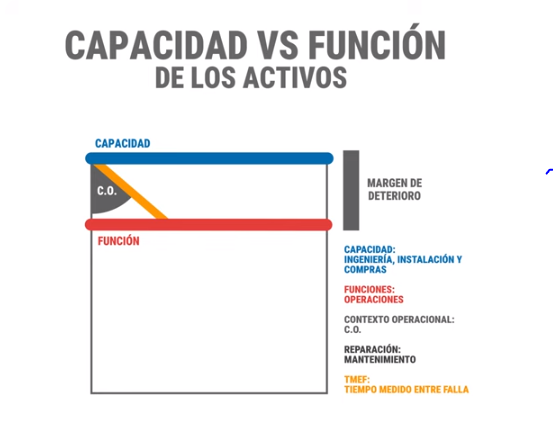 CAPACIDAD VS FUNCIÓN
DE LOS ACTIVOS
CAPACIDAD
C.O.
FUNCIÓN
MARGEN DE
DETERIORO
CAPACIDAD:
INGENIERÍA, INSTALACIÓN Y
COMPRAS
FUNCIONES:
OPERACIONES
CONTEXTO OPERACIONAL:
C.O.
REPARACIÓN:
MANTENIMIENTO
TMEF:
TIEMPO MEDIDO ENTRE FALLA